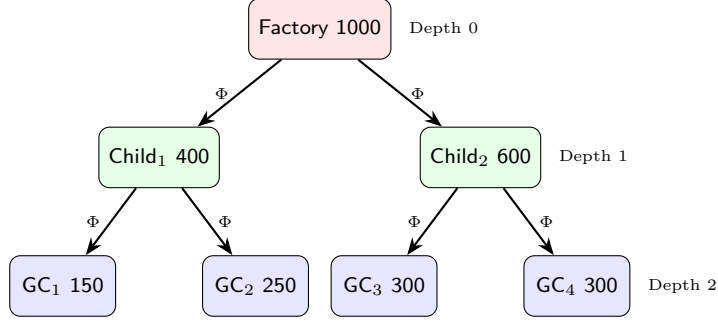 Factory 1000
Depth 0
Φ
Φ
Child₁ 400
Child₂ 600
Depth 1
Φ
Φ
Φ
Φ
GC₁ 150
GC₂ 250
GC₃ 300
GC₄ 300
Depth 2